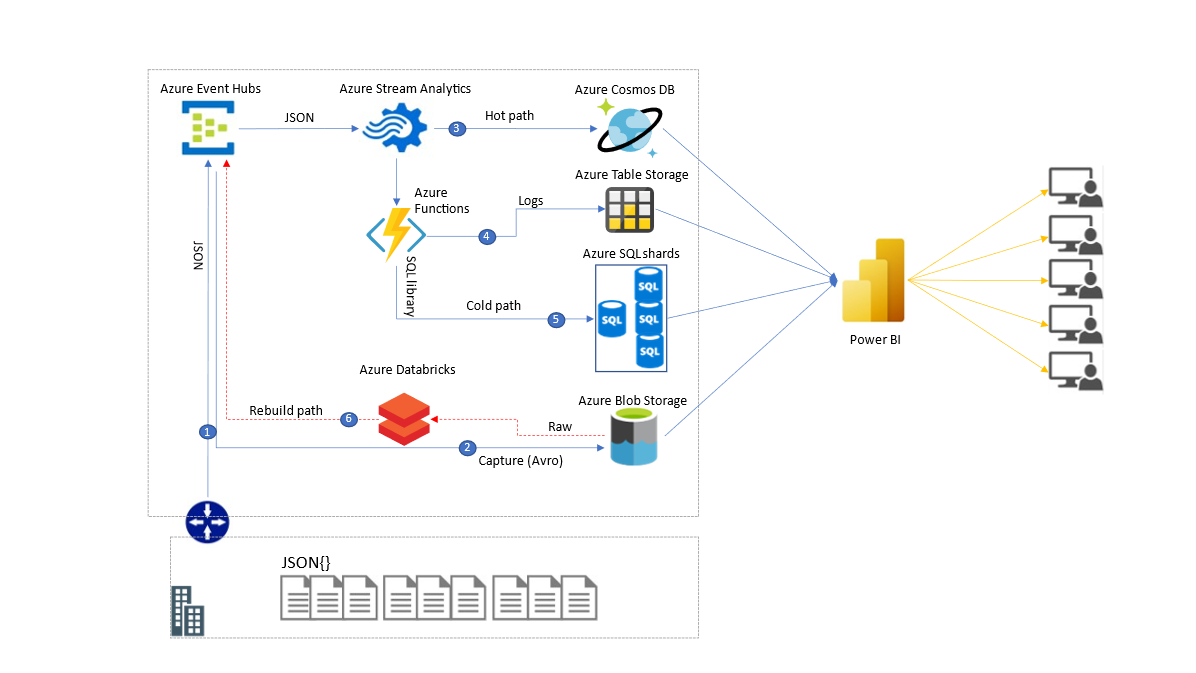 Azure Event Hubs
Azure Stream Analytics
Azure Cosmos DB
JSON
3
Hot path
Azure Table Storage
Azure
Functions
Logs
4
JSON
SQL library
Azure SQL shards
SQL
SQL
SQL
SQL
Cold path
5
Power BI
Azure Databricks
Azure Blob Storage
Rebuild path
6
Raw
1
2
Capture (Avro)
JSON{}